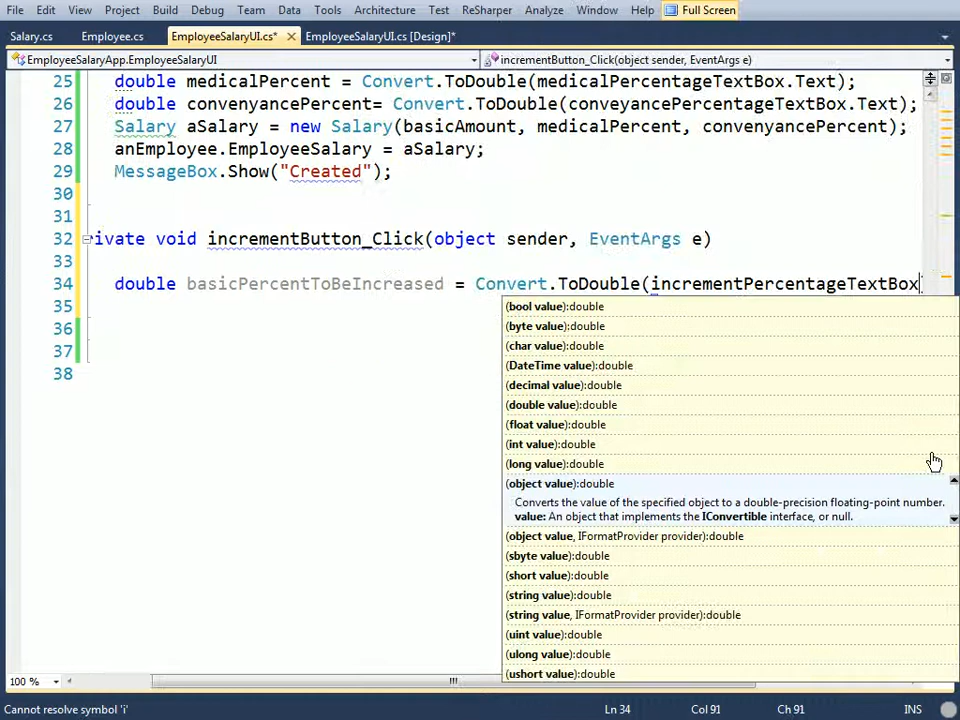 File Edit View Project Build Debug Team Data Tools Architecture Test ReSharper Analyze Window Help Full Screen
Salary.cs Employee.cs EmployeeSalaryUI.cs* EmployeeSalaryUI.cs [Design]*
EmployeeSalaryApp.EmployeeSalaryUI incrementButton_Click(object sender, EventArgs e)
25 double medicalPercent = Convert.ToDouble(medicalPercentageTextBox.Text);
26 double convenyancePercent= Convert.ToDouble(conveyancePercentageTextBox.Text);
27 Salary aSalary = new Salary(basicAmount, medicalPercent, convenyancePercent);
28 anEmployee.EmployeeSalary = aSalary;
29 MessageBox.Show("Created");
30
31
32 ivate void incrementButton_Click(object sender, EventArgs e)
33
34 double basicPercentToBeIncreased = Convert.ToDouble(incrementPercentageTextBox
35
36
37
38
(bool value):double
(byte value):double
(char value):double
(DateTime value):double
(decimal value):double
(double value):double
(float value):double
(int value):double
(long value):double
(object value):double
Converts the value of the specified object to a double-precision floating-point number.
value: An object that implements the IConvertible interface, or null.
(object value, IFormatProvider provider):double
(sbyte value):double
(short value):double
(string value):double
(string value, IFormatProvider provider):double
(uint value):double
(ulong value):double
(ushort value):double
100 %
Cannot resolve symbol 'i' Ln 34 Col 91 Ch 91 INS